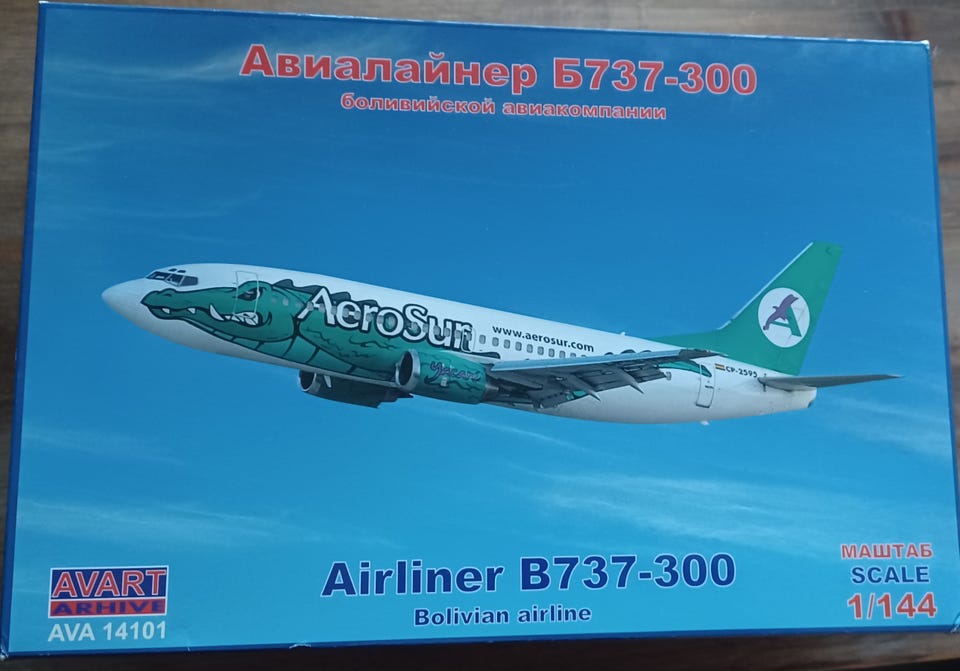 Авиалайнер Б737-300
боливийской авиакомпании
AeroSur
www.aerosur.com
Yacaré
CP-2595
A
Airliner B737-300
Bolivian airline
AVART
ARHIVE
AVA 14101
МАШТАБ
SCALE
1/144